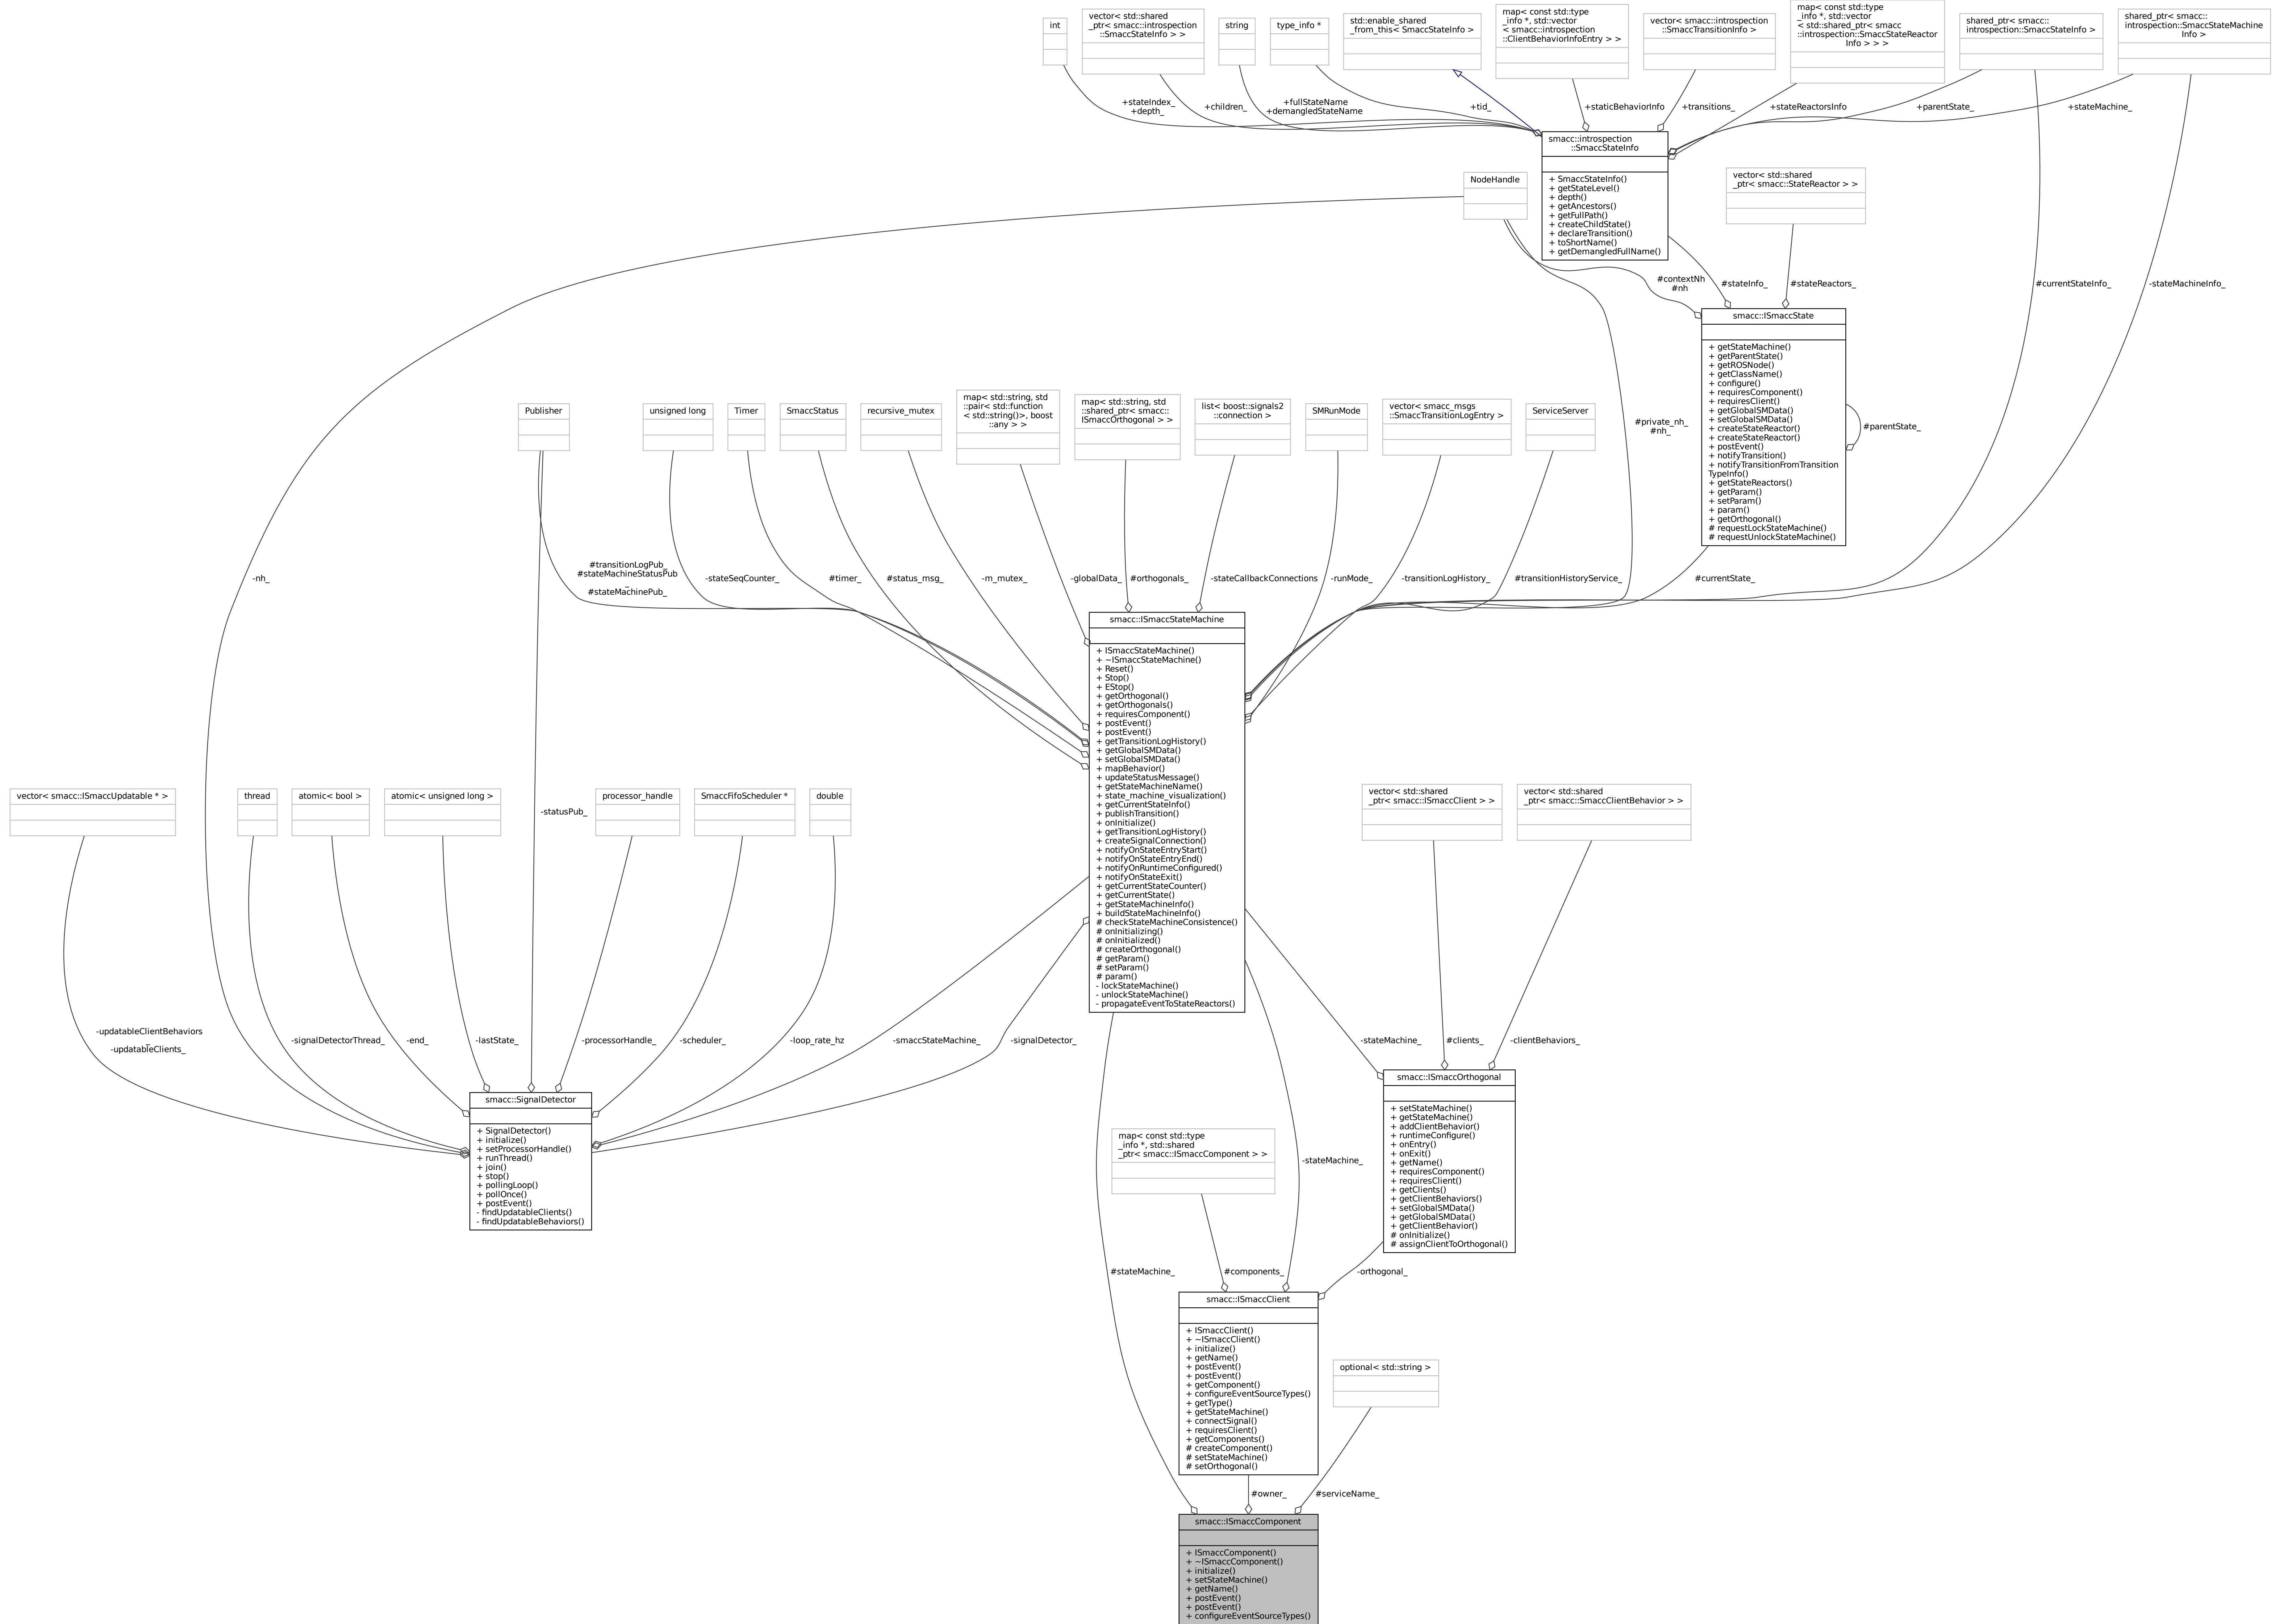 int
vector< std::shared
_ptr< smacc::introspection
::SmaccStateInfo > >
string
type_info *
std::enable_shared
_from_this< SmaccStateInfo >
map< const std::type
_info *, std::vector
< smacc::introspection
::ClientBehaviorInfoEntry > >
vector< smacc::introspection
::SmaccTransitionInfo >
map< const std::type
_info *, std::vector
< std::shared_ptr< smacc
::introspection::SmaccStateReactor
Info > > >
shared_ptr< smacc::
introspection::SmaccStateInfo >
shared_ptr< smacc::
introspection::SmaccStateMachine
Info >
+stateIndex_
+depth_
+children_
+fullStateName
+demangledStateName
+tid_
+staticBehaviorInfo
+transitions_
+stateReactorsInfo
+parentState_
+stateMachine_
smacc::introspection
::SmaccStateInfo
+ SmaccStateInfo()
+ getStateLevel()
+ depth()
+ getAncestors()
+ getFullPath()
+ createChildState()
+ declareTransition()
+ toShortName()
+ getDemangledFullName()
NodeHandle
vector< std::shared
_ptr< smacc::StateReactor > >
#contextNh
#nh
#stateInfo_
#stateReactors_
#currentStateInfo_
-stateMachineInfo_
smacc::ISmaccState
+ getStateMachine()
+ getParentState()
+ getROSNode()
+ getClassName()
+ configure()
+ requiresComponent()
+ requiresClient()
+ getGlobalSMData()
+ setGlobalSMData()
+ createStateReactor()
+ createStateReactor()
+ postEvent()
+ notifyTransition()
+ notifyTransitionFromTransition
TypeInfo()
+ getStateReactors()
+ getParam()
+ setParam()
+ param()
+ getOrthogonal()
# requestLockStateMachine()
# requestUnlockStateMachine()
#parentState_
Publisher
unsigned long
Timer
SmaccStatus
recursive_mutex
map< std::string, std
::pair< std::function
< std::string()>, boost
::any > >
map< std::string, std
::shared_ptr< smacc::
ISmaccOrthogonal > >
list< boost::signals2
::connection >
SMRunMode
vector< smacc_msgs
::SmaccTransitionLogEntry >
ServiceServer
#private_nh_
#nh_
-nh_
#transitionLogPub_
#stateMachineStatusPub
_
#stateMachinePub_
-stateSeqCounter_
#timer_
#status_msg_
-m_mutex_
-globalData_
#orthogonals_
-stateCallbackConnections
-runMode_
-transitionLogHistory_
#transitionHistoryService_
#currentState_
smacc::ISmaccStateMachine
+ ISmaccStateMachine()
+ ~ISmaccStateMachine()
+ Reset()
+ Stop()
+ EStop()
+ getOrthogonal()
+ getOrthogonals()
+ requiresComponent()
+ postEvent()
+ postEvent()
+ getTransitionLogHistory()
+ getGlobalSMData()
+ setGlobalSMData()
+ mapBehavior()
+ updateStatusMessage()
+ getStateMachineName()
+ state_machine_visualization()
+ getCurrentStateInfo()
+ publishTransition()
+ onInitialize()
+ getTransitionLogHistory()
+ createSignalConnection()
+ notifyOnStateEntryStart()
+ notifyOnStateEntryEnd()
+ notifyOnRuntimeConfigured()
+ notifyOnStateExit()
+ getCurrentStateCounter()
+ getCurrentState()
+ getStateMachineInfo()
+ buildStateMachineInfo()
# checkStateMachineConsistence()
# onInitializing()
# onInitialized()
# createOrthogonal()
# getParam()
# setParam()
# param()
- lockStateMachine()
- unlockStateMachine()
- propagateEventToStateReactors()
vector< smacc::ISmaccUpdatable * >
thread
atomic< bool >
atomic< unsigned long >
-statusPub_
processor_handle
SmaccFifoScheduler *
double
vector< std::shared
_ptr< smacc::ISmaccClient > >
vector< std::shared
_ptr< smacc::SmaccClientBehavior > >
-updatableClientBehaviors
_
-updatableClients_
-signalDetectorThread_
-end_
-lastState_
-processorHandle_
-scheduler_
-loop_rate_hz
-smaccStateMachine_
-signalDetector_
-stateMachine_
#clients_
-clientBehaviors_
smacc::SignalDetector
+ SignalDetector()
+ initialize()
+ setProcessorHandle()
+ runThread()
+ join()
+ stop()
+ pollingLoop()
+ pollOnce()
+ postEvent()
- findUpdatableClients()
- findUpdatableBehaviors()
smacc::ISmaccOrthogonal
+ setStateMachine()
+ getStateMachine()
+ addClientBehavior()
+ runtimeConfigure()
+ onEntry()
+ onExit()
+ getName()
+ requiresComponent()
+ requiresClient()
+ getClients()
+ getClientBehaviors()
+ setGlobalSMData()
+ getGlobalSMData()
+ getClientBehavior()
# onInitialize()
# assignClientToOrthogonal()
map< const std::type
_info *, std::shared
_ptr< smacc::ISmaccComponent > >
-stateMachine_
#stateMachine_
#components_
-orthogonal_
smacc::ISmaccClient
+ ISmaccClient()
+ ~ISmaccClient()
+ initialize()
+ getName()
+ postEvent()
+ postEvent()
+ getComponent()
+ configureEventSourceTypes()
+ getType()
+ getStateMachine()
+ connectSignal()
+ requiresClient()
+ getComponents()
# createComponent()
# setStateMachine()
# setOrthogonal()
optional< std::string >
#owner_
#serviceName_
smacc::ISmaccComponent
+ ISmaccComponent()
+ ~ISmaccComponent()
+ initialize()
+ setStateMachine()
+ getName()
+ postEvent()
+ postEvent()
+ configureEventSourceTypes()